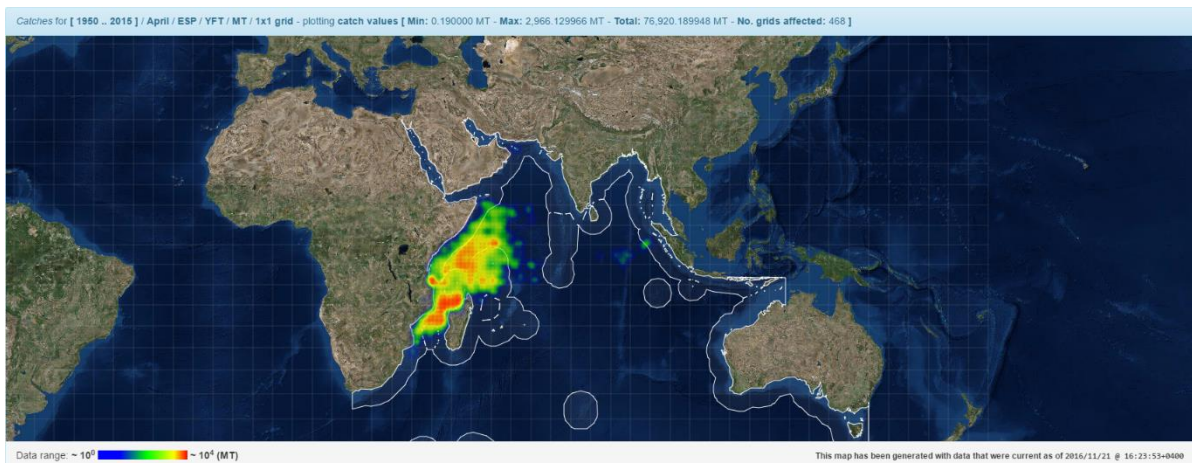 Catches for [ 1950 .. 2015 ] / April / ESP / YFT / MT / 1x1 grid - plotting catch values [ Min: 0.190000 MT - Max: 2,966.129966 MT - Total: 76,920.189948 MT - No. grids affected: 468 ]
Data range: ~ 10⁰ ~ 10⁴ (MT)
This map has been generated with data that were current as of 2016/11/21 @ 16:23:53+0400